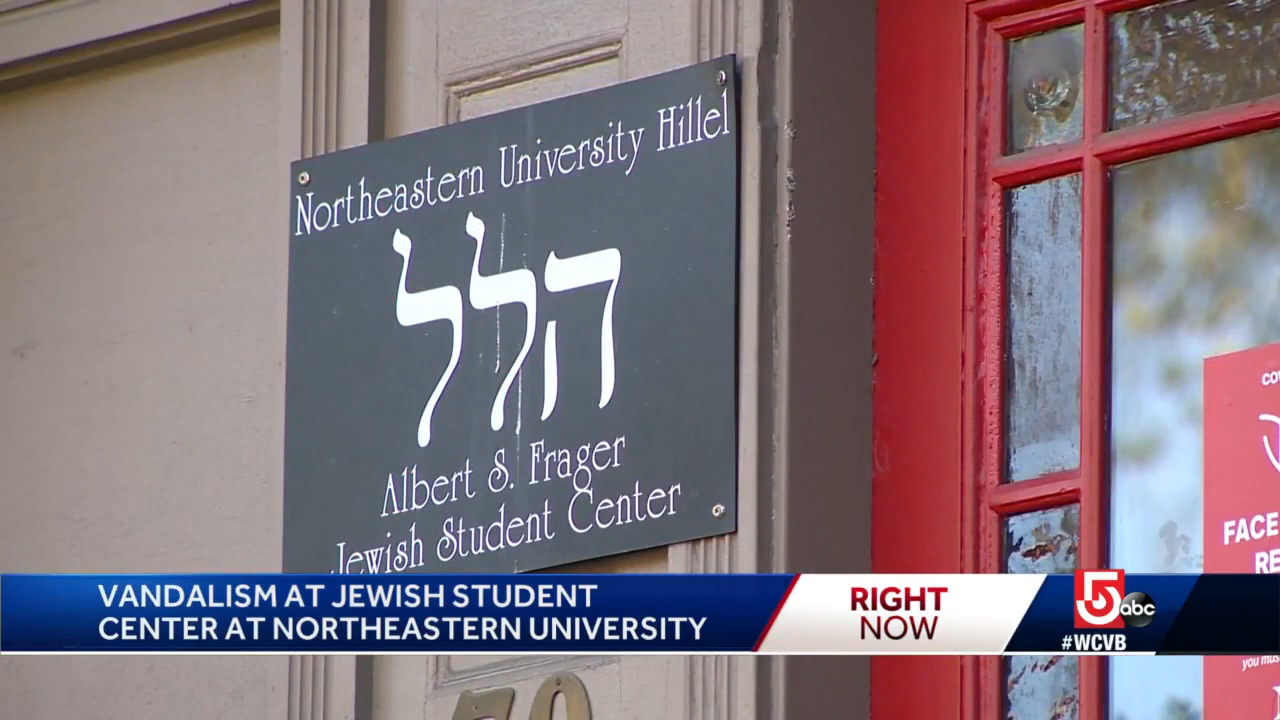 Northeastern University Hillel
הלל
Albert S. Frager
Jewish Student Center
FACE
VANDALISM AT JEWISH STUDENT
CENTER AT NORTHEASTERN UNIVERSITY
RIGHT
NOW
5 abc
#WCVB